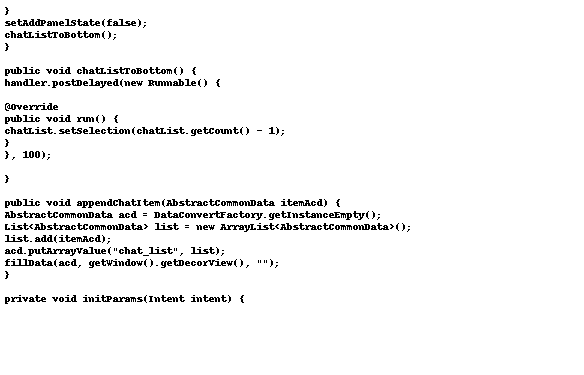 }
setAddPanelState(false);
chatListToBottom();
}
public void chatListToBottom() {
handler.postDelayed(new Runnable() {
@Override
public void run() {
chatList.setSelection(chatList.getCount() - 1);
}
}, 100);
}
public void appendChatItem(AbstractCommonData itemAcd) {
AbstractCommonData acd = DataConvertFactory.getInstanceEmpty();
List<AbstractCommonData> list = new ArrayList<AbstractCommonData>();
list.add(itemAcd);
acd.putArrayValue("chat_list", list);
fillData(acd, getWindow().getDecorView(), "");
}
private void initParams(Intent intent) {